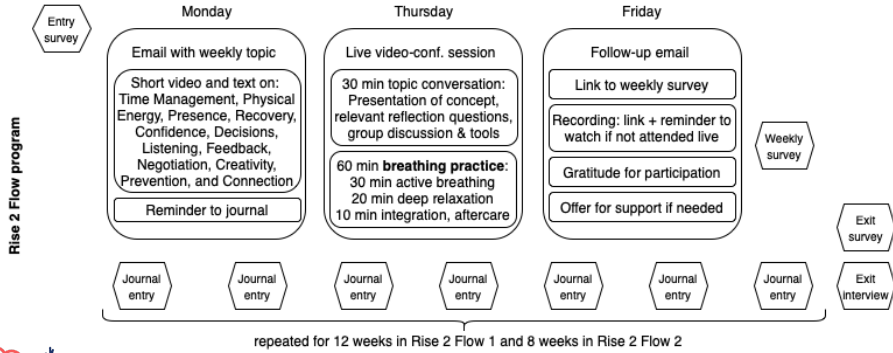 Monday
Thursday
Friday
Entry
survey
Rise 2 Flow program
Email with weekly topic
Short video and text on:
Time Management, Physical
Energy, Presence, Recovery,
Confidence, Decisions,
Listening, Feedback,
Negotiation, Creativity,
Prevention, and Connection
Reminder to journal
Live video-conf. session
30 min topic conversation:
Presentation of concept,
relevant reflection questions,
group discussion & tools
60 min breathing practice:
30 min active breathing
20 min deep relaxation
10 min integration, aftercare
Follow-up email
Link to weekly survey
Recording: link + reminder to
watch if not attended live
Gratitude for participation
Offer for support if needed
Weekly
survey
Exit
survey
Journal
entry
Journal
entry
Journal
entry
Journal
entry
Journal
entry
Journal
entry
Journal
entry
Exit
interview
repeated for 12 weeks in Rise 2 Flow 1 and 8 weeks in Rise 2 Flow 2